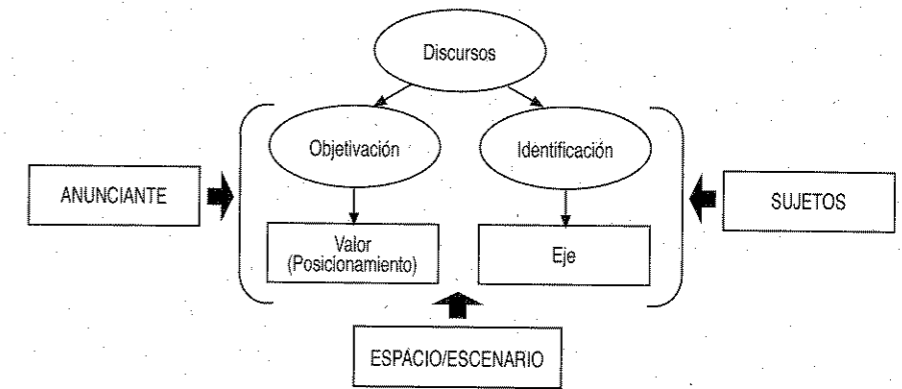 Discursos
Objetivación
Identificación
ANUNCIANTE
SUJETOS
Valor
(Posicionamiento)
Eje
ESPACIO/ESCENARIO